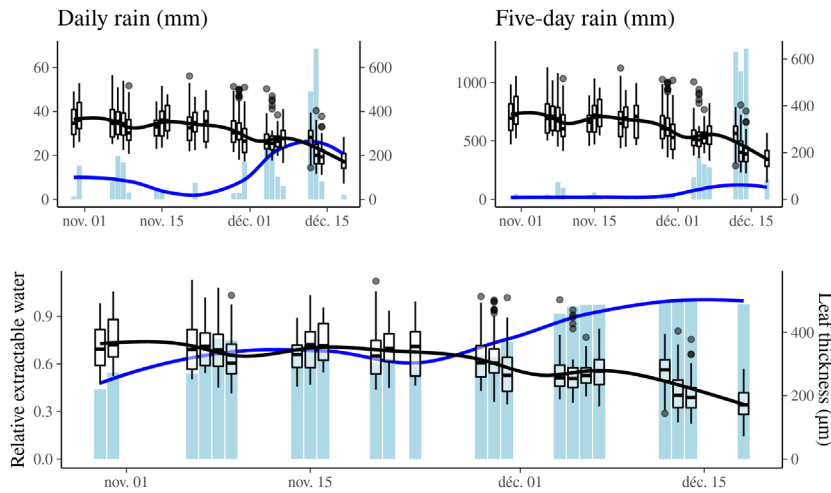 Daily rain (mm)
60
40
20
0
600
400
200
0
nov. 01
nov. 15
déc. 01
déc. 15
Five-day rain (mm)
1000
500
0
600
400
200
0
nov. 01
nov. 15
déc. 01
déc. 15
Relative extractable water
0.9
0.6
0.3
0.0
400
200
0
Leaf thickness
(µm)
nov. 01
nov. 15
déc. 01
déc. 15